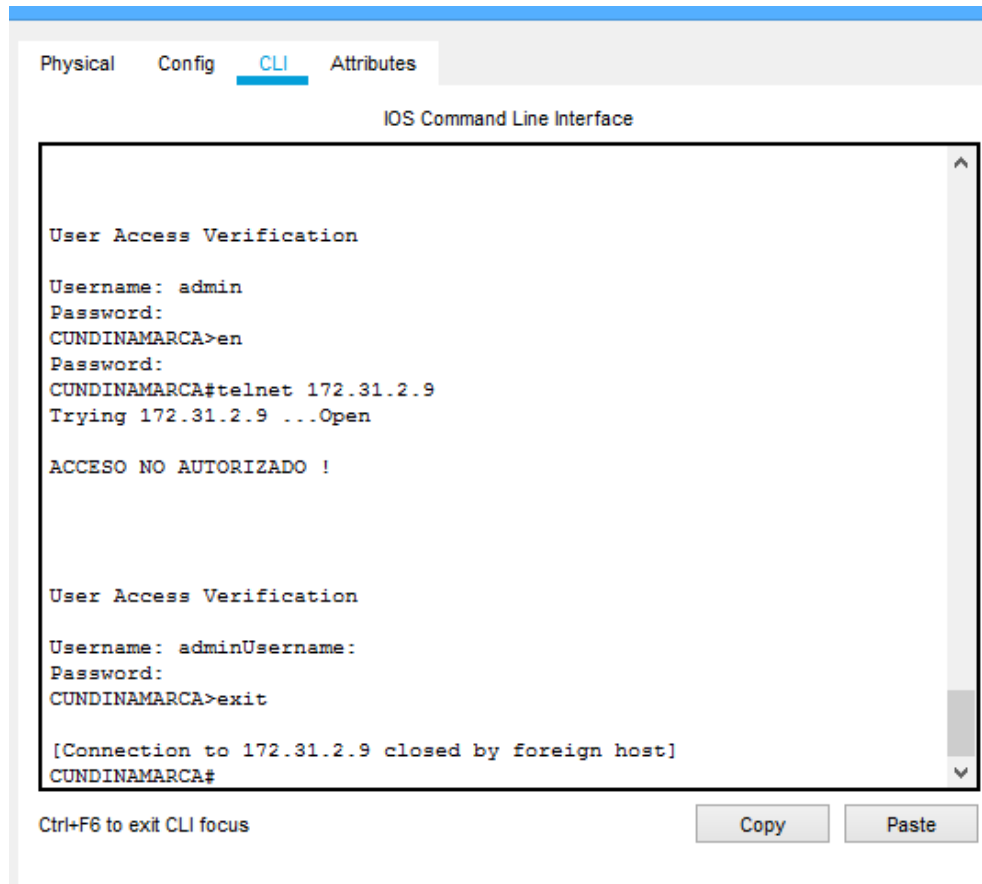 Physical Config CLI Attributes
IOS Command Line Interface
User Access Verification
Username: admin
Password:
CUNDINAMARCA>en
Password:
CUNDINAMARCA#telnet 172.31.2.9
Trying 172.31.2.9 ...Open
ACCESO NO AUTORIZADO !
User Access Verification
Username: adminUsername:
Password:
CUNDINAMARCA>exit
[Connection to 172.31.2.9 closed by foreign host]
CUNDINAMARCA#
Ctrl+F6 to exit CLI focus Copy Paste